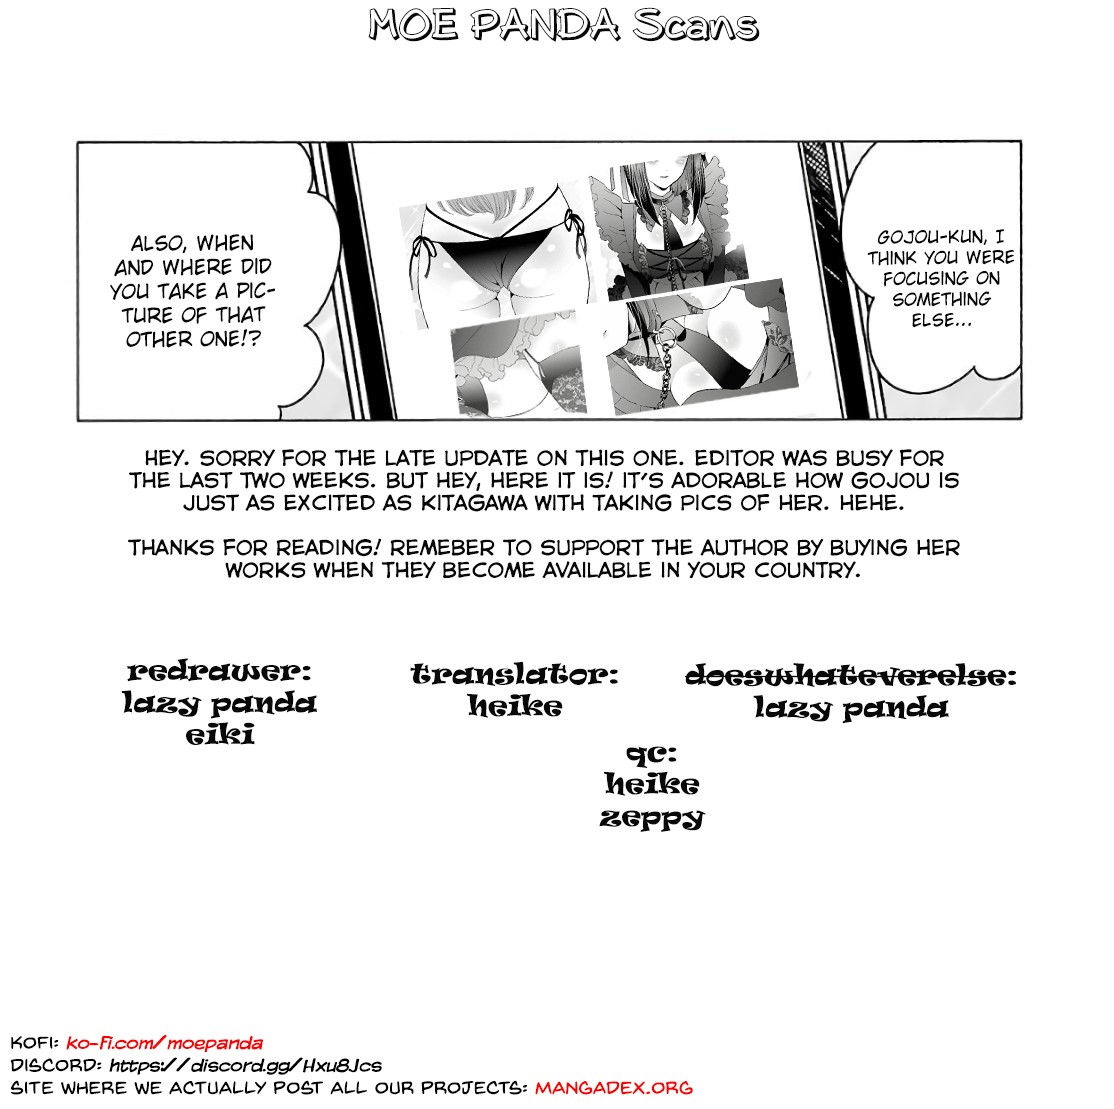 MOE PANDA Scans
GOJOU-KUN, I
THINK YOU WERE
FOCUSING ON
SOMETHING
ELSE...
ALSO, WHEN
AND WHERE DID
YOU TAKE A PIC-
TURE OF THAT
OTHER ONE!?
HEY. SORRY FOR THE LATE UPDATE ON THIS ONE. EDITOR WAS BUSY FOR
THE LAST TWO WEEKS. BUT HEY, HERE IT IS! IT'S ADORABLE HOW GOJOU IS
JUST AS EXCITED AS KITAGAWA WITH TAKING PICS OF HER. HEHE.
THANKS FOR READING! REMEBER TO SUPPORT THE AUTHOR BY BUYING HER
WORKS WHEN THEY BECOME AVAILABLE IN YOUR COUNTRY.
redrawer:
lazy panda
eiki
translator:
heike
doeswhateverelse:
lazy panda
qc:
heike
zeppy
KOFI: ko-fi.com/moepanda
DISCORD: https://discord.gg/Hxu8Jcs
SITE WHERE WE ACTUALLY POST ALL OUR PROJECTS: MANGADEX.ORG